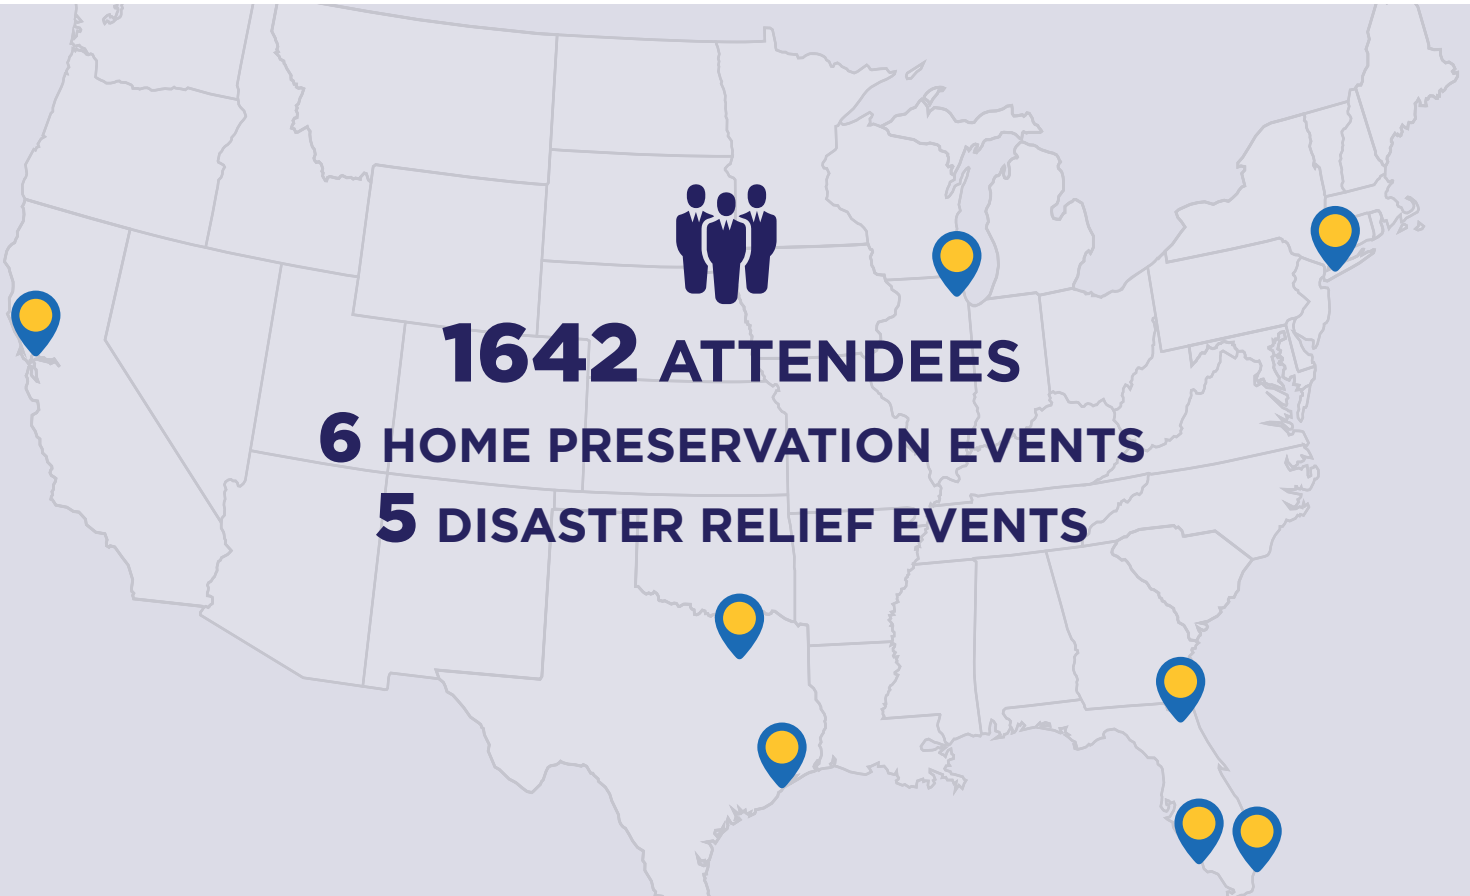 1642 ATTENDEES
6 HOME PRESERVATION EVENTS
5 DISASTER RELIEF EVENTS